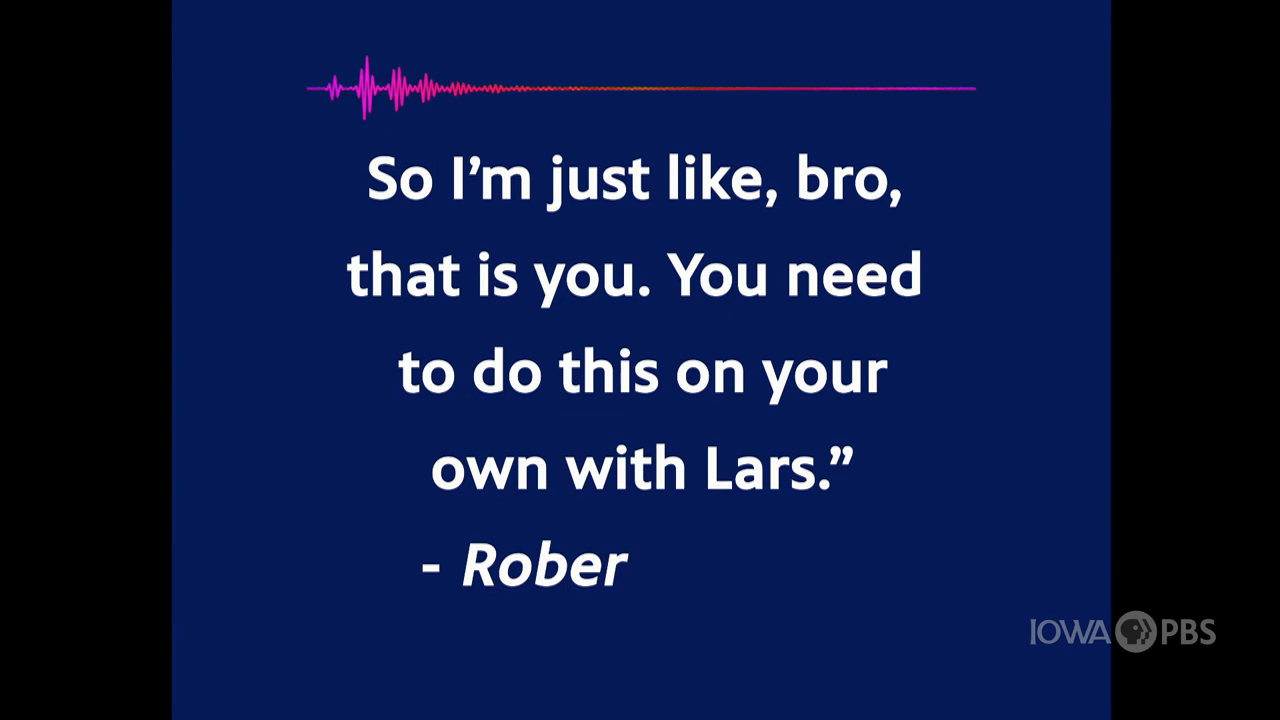 So I’m just like, bro,
that is you. You need
to do this on your
own with Lars.”
- Rober
IOWA PBS